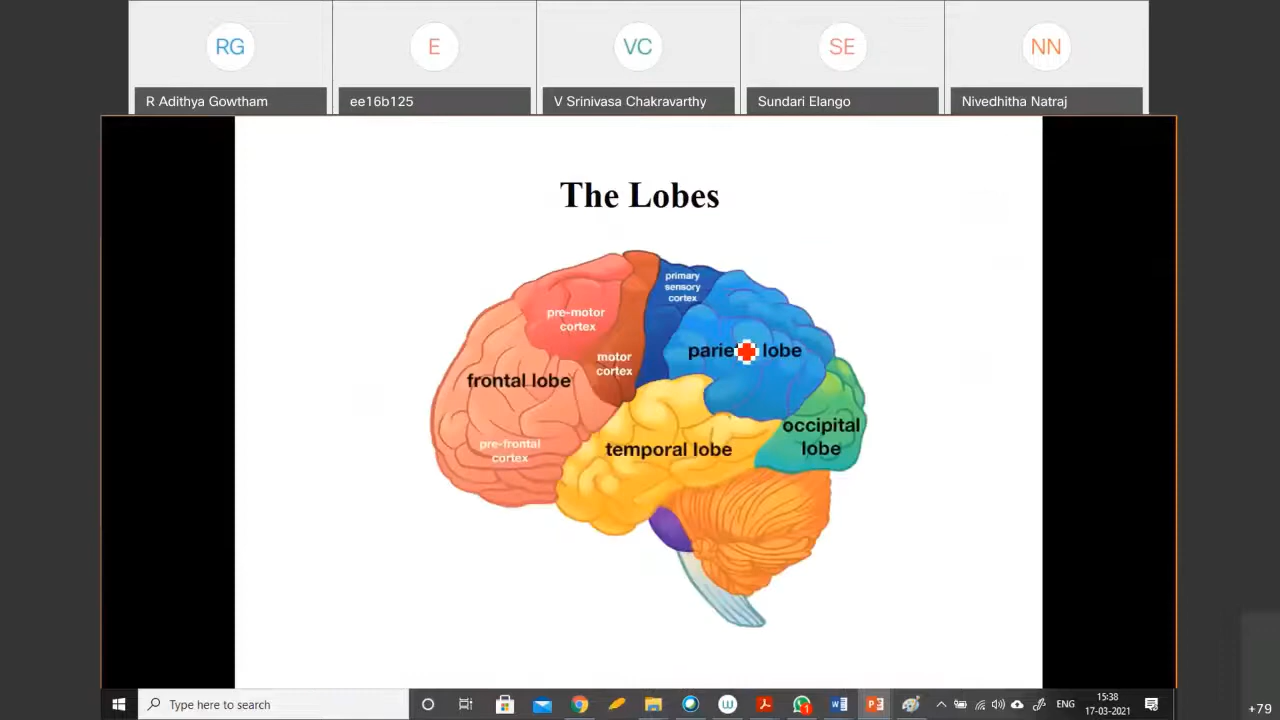 RG
E
VC
SE
NN
R Adithya Gowtham
ee16b125
V Srinivasa Chakravarthy
Sundari Elango
Nivedhitha Natraj
The Lobes
primary
sensory
cortex
pre-motor
cortex
motor
cortex
lobe
frontal lobe
occipital
lobe
pre-frontal
cortex
temporal lobe
Type here to search
ENG
15:38
17-03-2021
+79